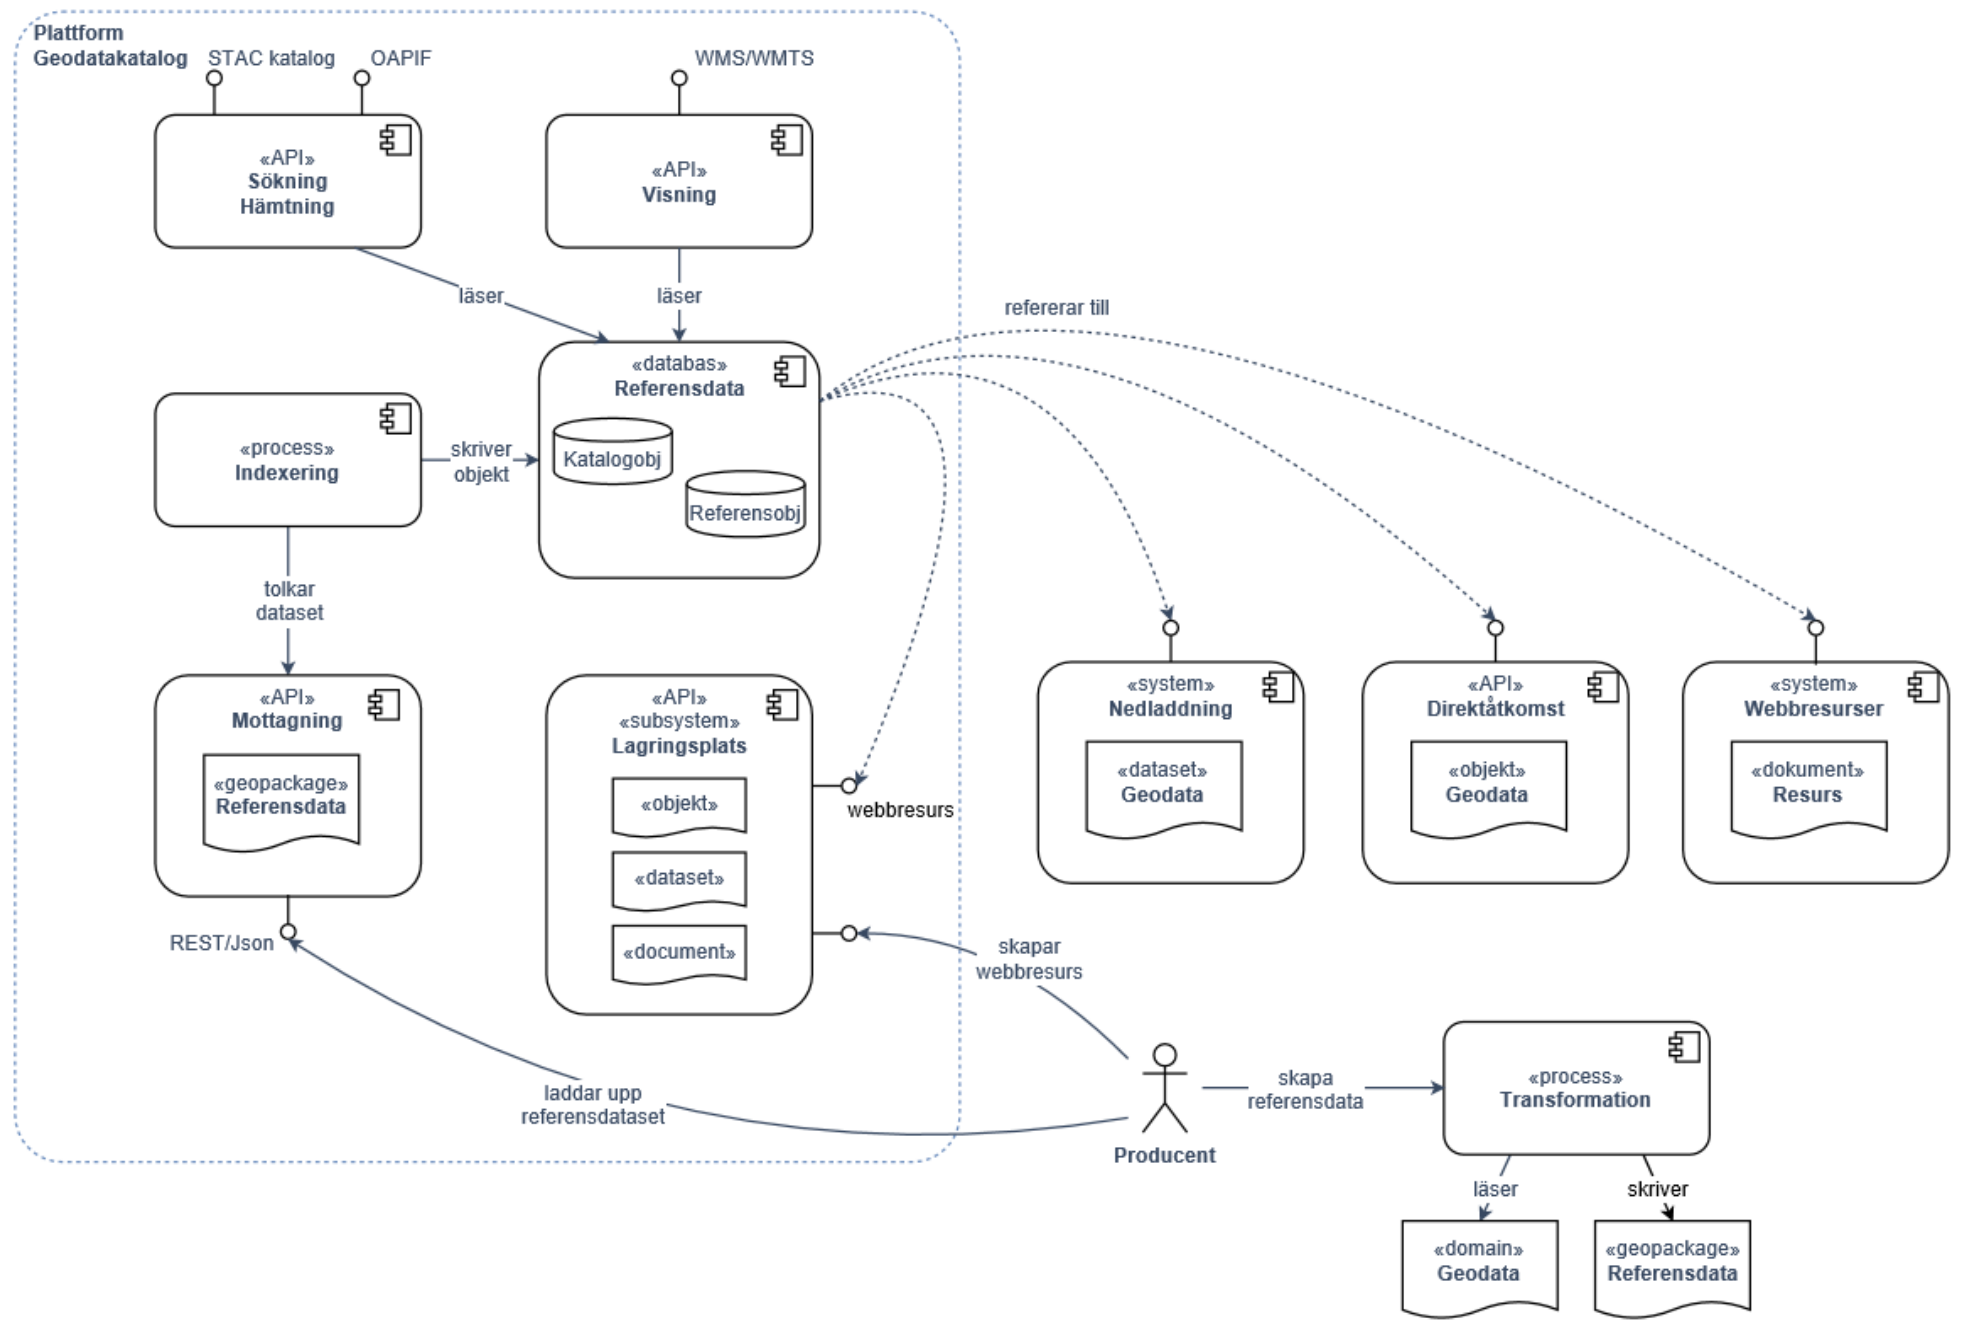 Plattform
Geodatakatalog
STAC katalog
OAPIF
WMS/WMTS
«API»
Sökning
Hämtning
«API»
Visning
läser
läser
refererar till
«databas»
Referensdata
Katalogobj
Referensobj
«process»
Indexering
skriver
objekt
tolkar
dataset
«API»
Mottagning
«geopackage»
Referensdata
REST/Json
«API»
«subsystem»
Lagringsplats
«objekt»
«dataset»
«document»
webbresurs
«system»
Nedladdning
«dataset»
Geodata
«API»
Direktåtkomst
«objekt»
Geodata
«system»
Webbresurser
«dokument»
Resurs
skapar
webbresurs
laddar upp
referensdataset
Producent
skapa
referensdata
«process»
Transformation
läser
skriver
«domain»
Geodata
«geopackage»
Referensdata